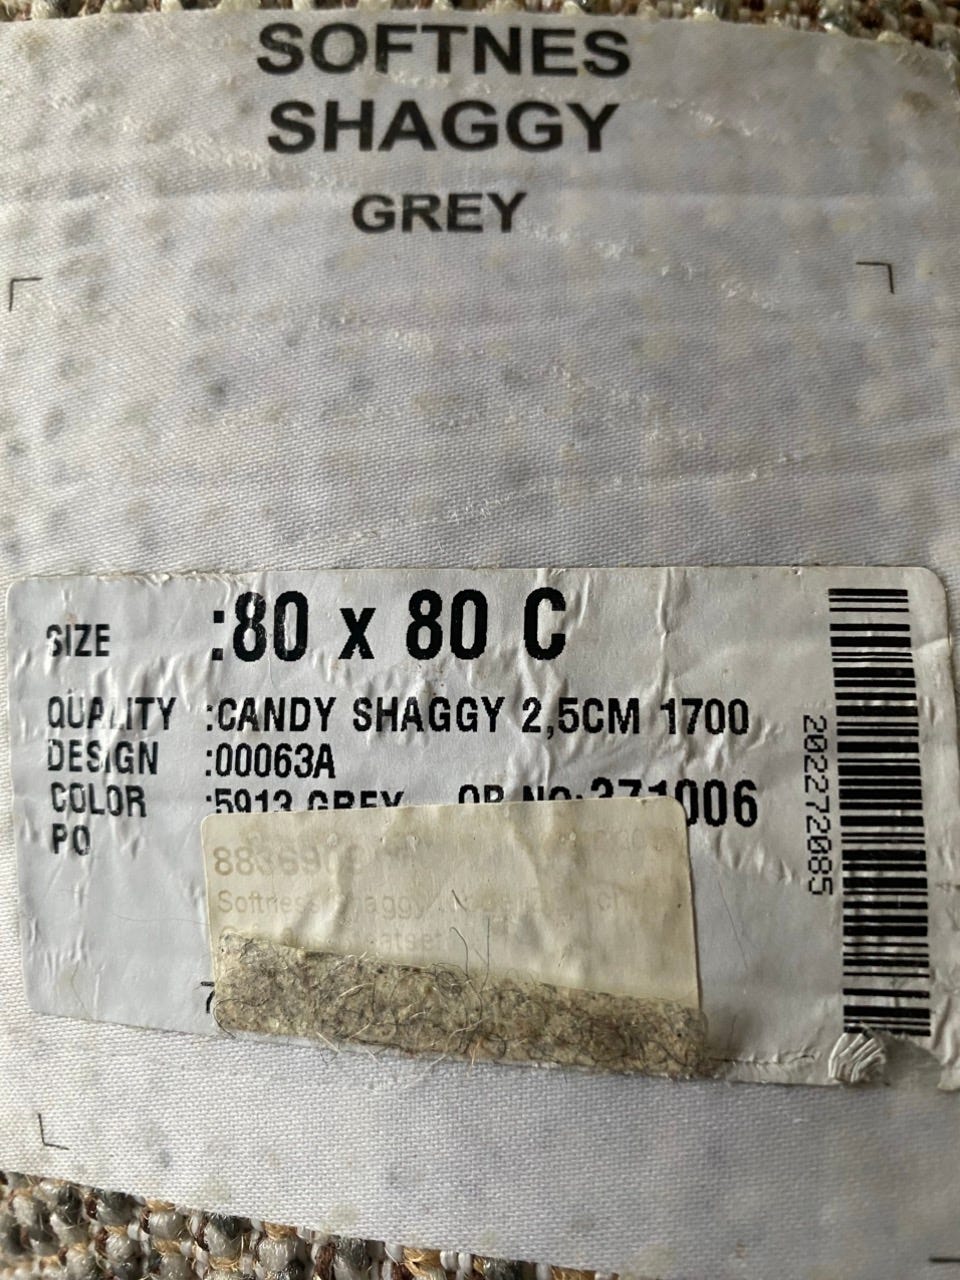 SOFTNES
SHAGGY
GREY
SIZE :80 x 80 C
QUALITY :CANDY SHAGGY 2,5CM 1700
DESIGN :00063A
COLOR :5913 GREY OR NO:371006
PO
202272085